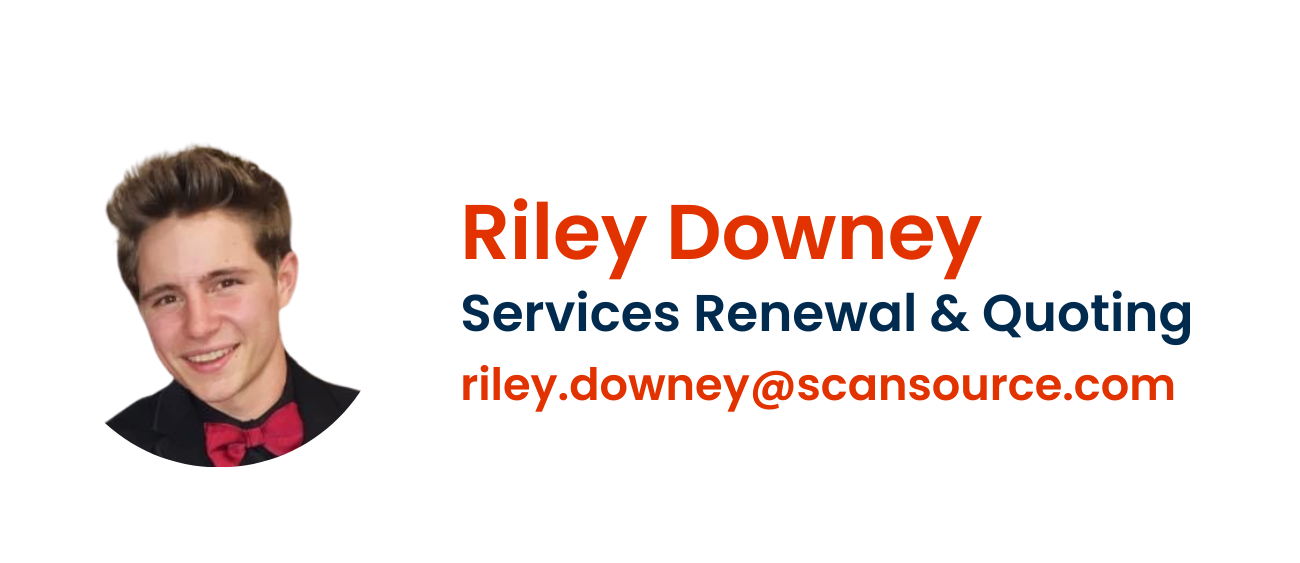 Riley Downey
Services Renewal & Quoting
riley.downey@scansource.com